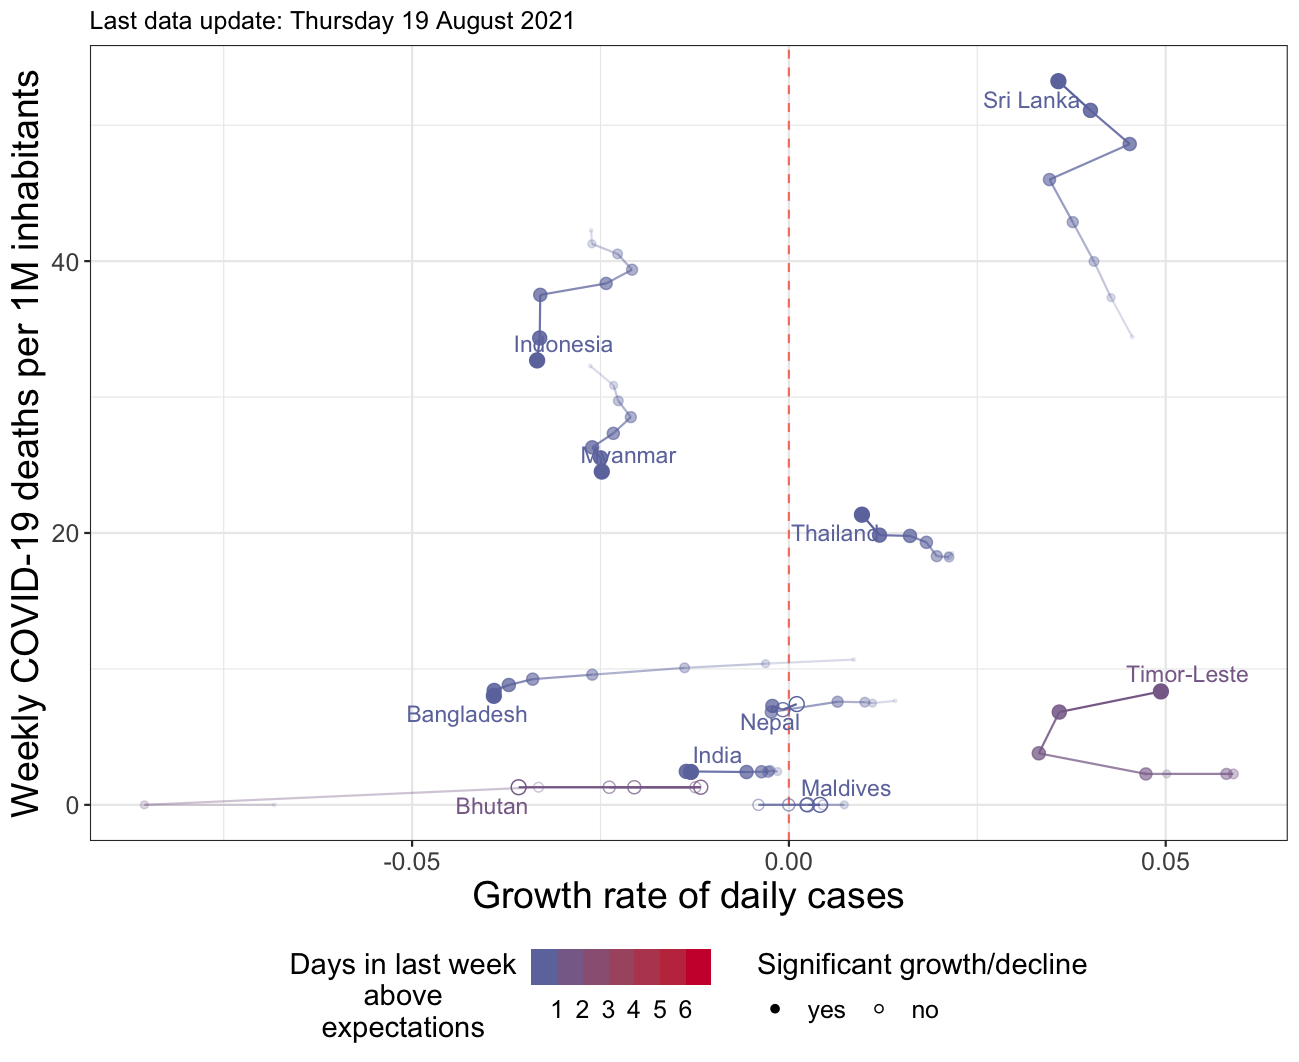 Last data update: Thursday 19 August 2021
Weekly COVID-19 deaths per 1M inhabitants
Sri Lanka
40
Indonesia
Myanmar
20
Thailand
Timor-Leste
Bangladesh
Nepal
India
Maldives
Bhutan
0
-0.05
0.00
0.05
Growth rate of daily cases
Days in last week
above
expectations
1 2 3 4 5 6
Significant growth/decline
yes
no